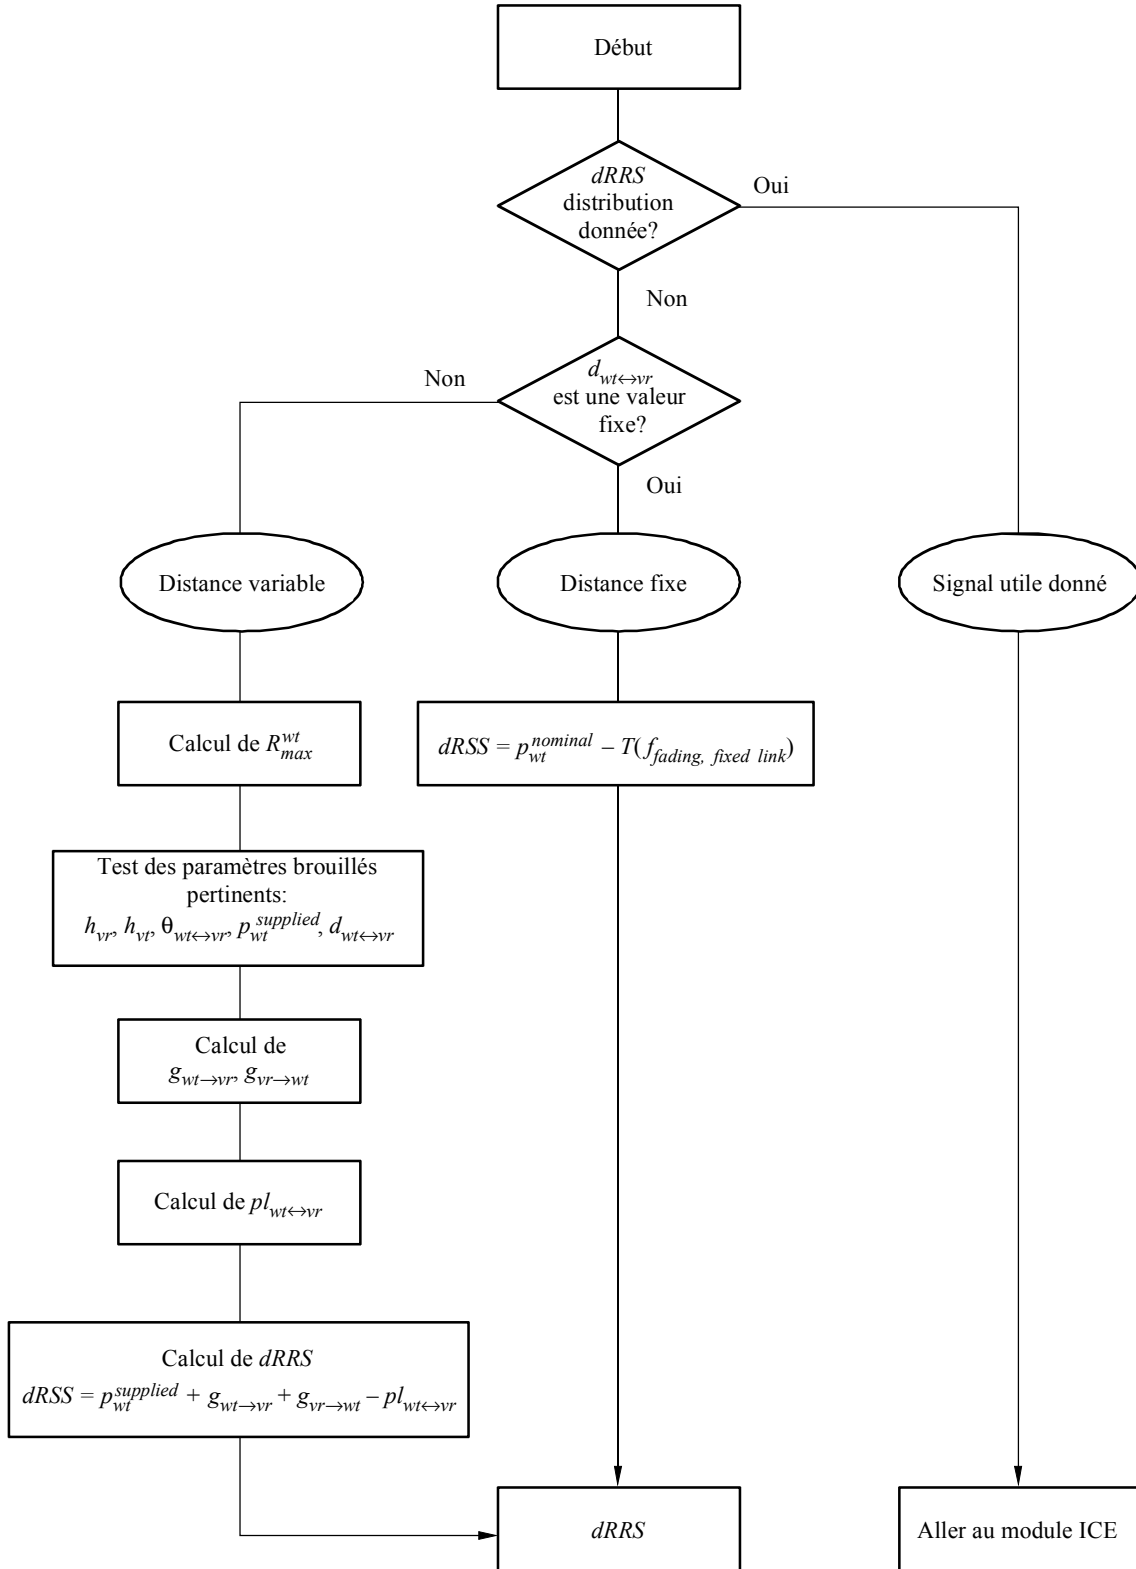 Début
dRRS
distribution
donnée?
Oui
Non
d_{wt↔vr}
est une valeur
fixe?
Non
Oui
Distance variable
Distance fixe
Signal utile donné
Calcul de R_{max}^{wt}
dRSS = p_{wt}^{nominal} – T(f_{fading, fixed link})
Test des paramètres brouillés
pertinents:
h_{vr}, h_{vt}, θ_{wt↔vr}, p_{wt}^{supplied}, d_{wt↔vr}
Calcul de
g_{wt→vr}, g_{vr→wt}
Calcul de pl_{wt↔vr}
Calcul de dRRS
dRSS = p_{wt}^{supplied} + g_{wt→vr} + g_{vr→wt} – pl_{wt↔vr}
dRRS
Aller au module ICE